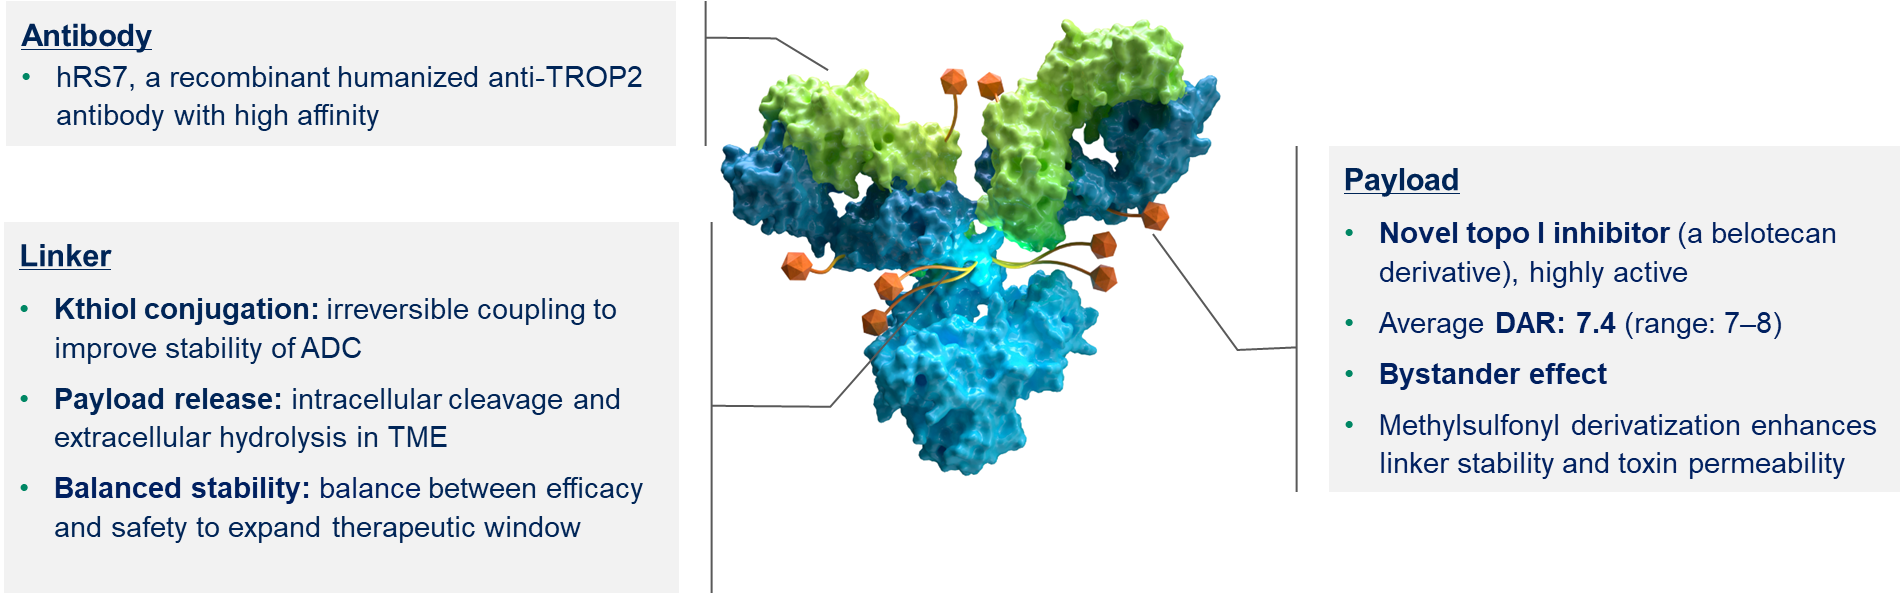 Antibody
• hRS7, a recombinant humanized anti-TROP2
antibody with high affinity
Linker
• Kthiol conjugation: irreversible coupling to
improve stability of ADC
• Payload release: intracellular cleavage and
extracellular hydrolysis in TME
• Balanced stability: balance between efficacy
and safety to expand therapeutic window
Payload
• Novel topo I inhibitor (a belotecan
derivative), highly active
• Average DAR: 7.4 (range: 7–8)
• Bystander effect
• Methylsulfonyl derivatization enhances
linker stability and toxin permeability